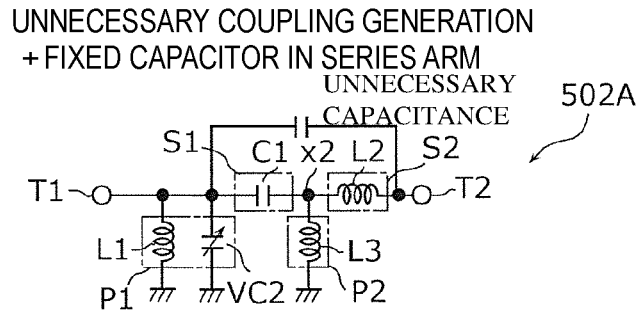 UNNECESSARY COUPLING GENERATION
+ FIXED CAPACITOR IN SERIES ARM
UNNECESSARY
CAPACITANCE
502A
S1
C1
x2
L2
S2
T1
T2
L1
L3
P1
VC2
P2